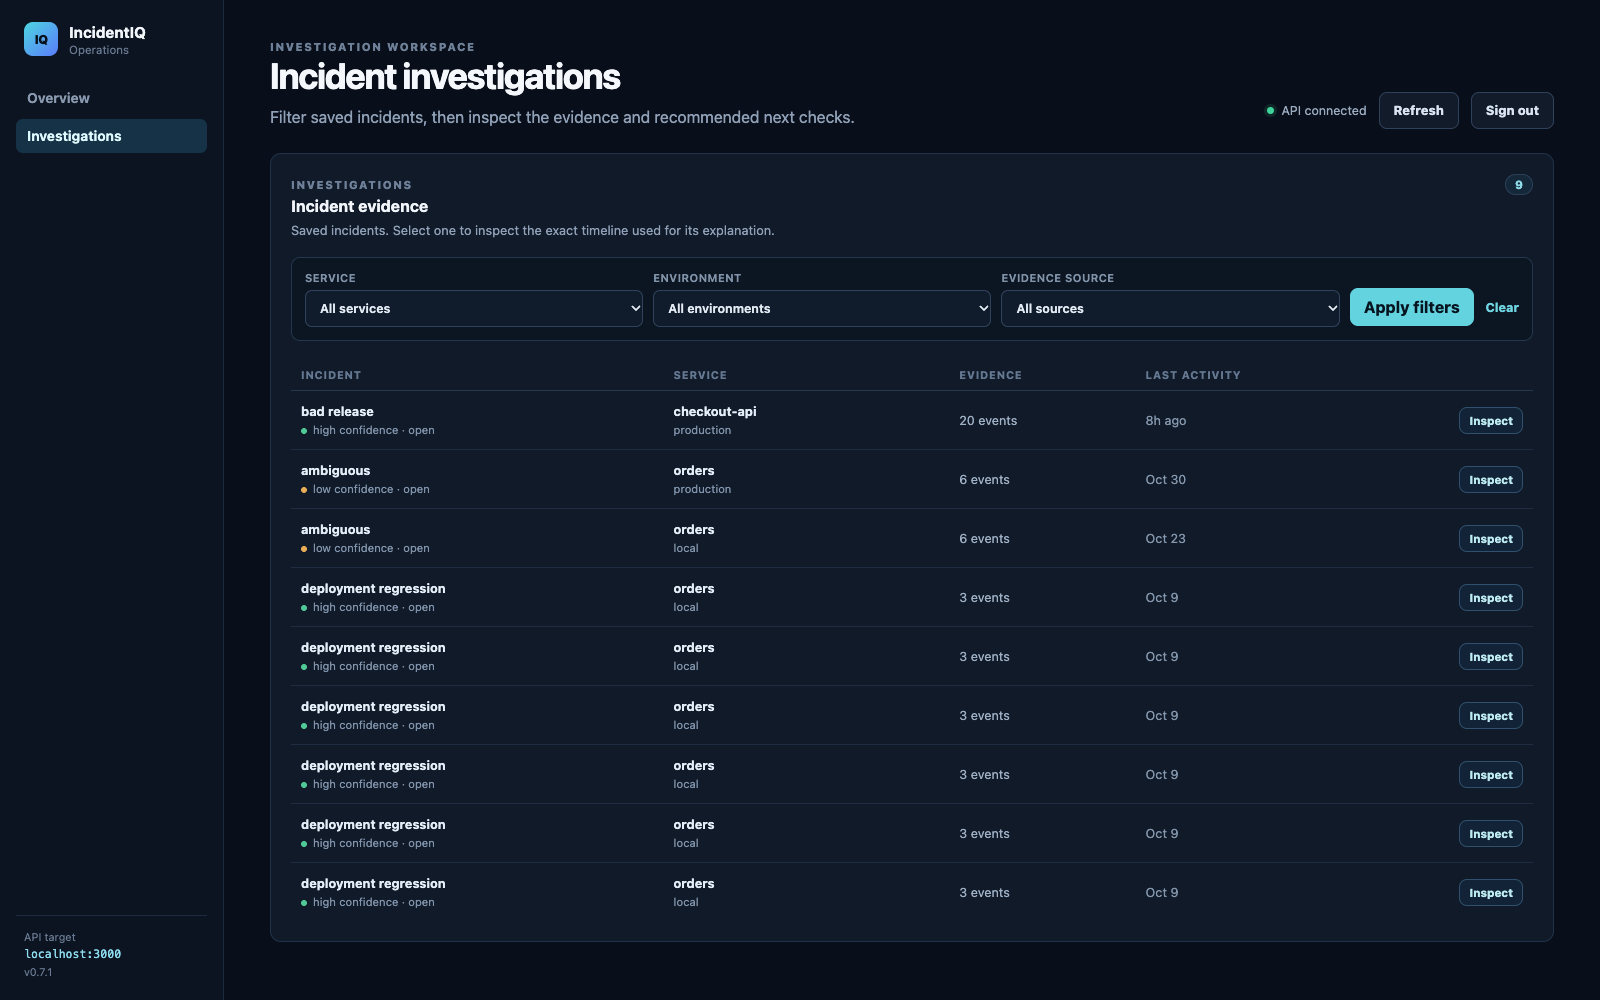 IQ
IncidentIQ
Operations
Overview
Investigations
API target
localhost:3000
v0.7.1
INVESTIGATION WORKSPACE
Incident investigations
Filter saved incidents, then inspect the evidence and recommended next checks.
API connected
Refresh
Sign out
INVESTIGATIONS
9
Incident evidence
Saved incidents. Select one to inspect the exact timeline used for its explanation.
SERVICE ENVIRONMENT EVIDENCE SOURCE
All services All environments All sources Apply filters Clear
INCIDENT SERVICE EVIDENCE LAST ACTIVITY
bad release checkout-api 20 events 8h ago Inspect
high confidence · open production
ambiguous orders 6 events Oct 30 Inspect
low confidence · open production
ambiguous orders 6 events Oct 23 Inspect
low confidence · open local
deployment regression orders 3 events Oct 9 Inspect
high confidence · open local
deployment regression orders 3 events Oct 9 Inspect
high confidence · open local
deployment regression orders 3 events Oct 9 Inspect
high confidence · open local
deployment regression orders 3 events Oct 9 Inspect
high confidence · open local
deployment regression orders 3 events Oct 9 Inspect
high confidence · open local
deployment regression orders 3 events Oct 9 Inspect
high confidence · open local